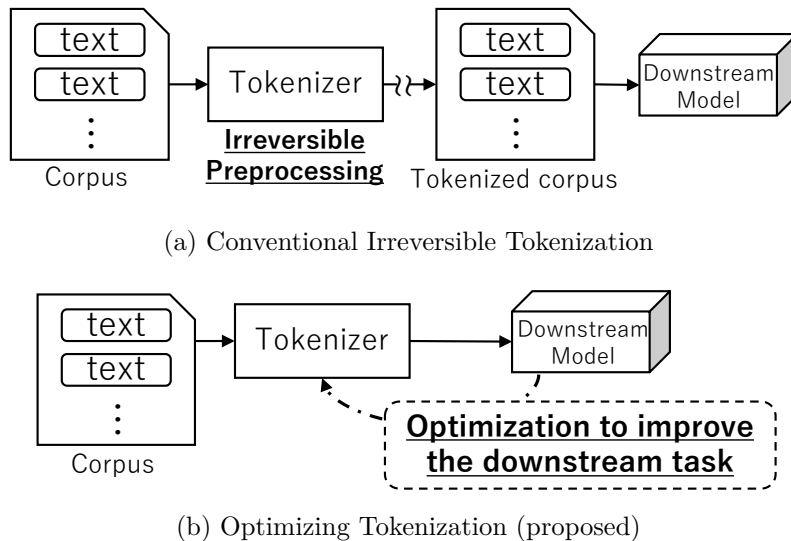 text
text
⋮
Corpus
Tokenizer
Irreversible
Preprocessing
text
text
⋮
Tokenized corpus
Downstream
Model
(a) Conventional Irreversible Tokenization
text
text
⋮
Corpus
Tokenizer
Downstream
Model
Optimization to improve
the downstream task
(b) Optimizing Tokenization (proposed)